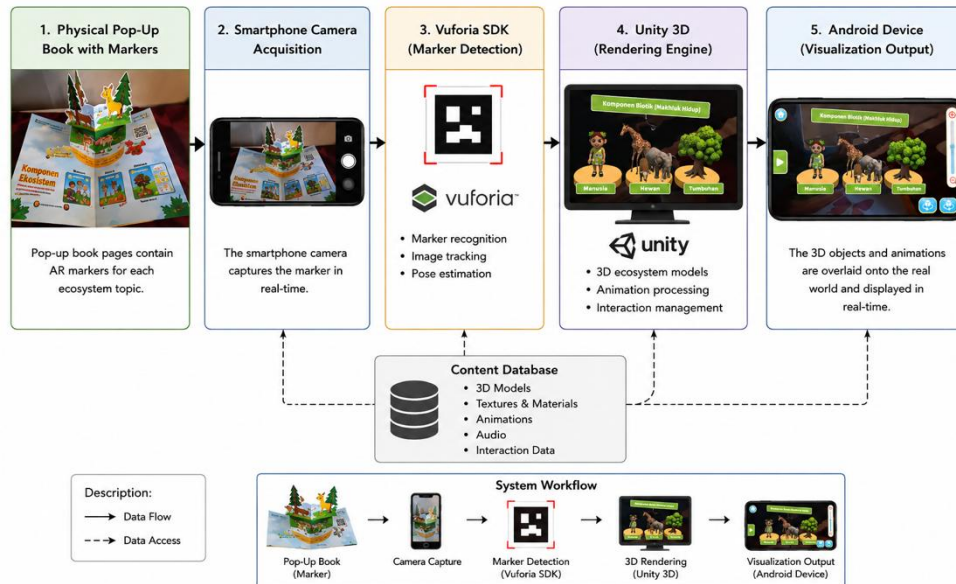 1. Physical Pop-Up
Book with Markers
Komponen
Ekosistem
Pop-up book pages contain
AR markers for each
ecosystem topic.
2. Smartphone Camera
Acquisition
The smartphone camera
captures the marker in
real-time.
3. Vuforia SDK
(Marker Detection)
vuforia™
• Marker recognition
• Image tracking
• Pose estimation
4. Unity 3D
(Rendering Engine)
Komponen Biotik (Makhluk Hidup)
Manusia
Hewan
Tumbuhan
unity
• 3D ecosystem models
• Animation processing
• Interaction management
5. Android Device
(Visualization Output)
Komponen Biotik (Makhluk Hidup)
Manusia
Hewan
Tumbuhan
The 3D objects and animations
are overlaid onto the real
world and displayed in
real-time.
Content Database
• 3D Models
• Textures & Materials
• Animations
• Audio
• Interaction Data
Description:
Data Flow
Data Access
System Workflow
Pop-Up Book
(Marker)
Camera Capture
Marker Detection
(Vuforia SDK)
3D Rendering
(Unity 3D)
Visualization Output
(Android Device)